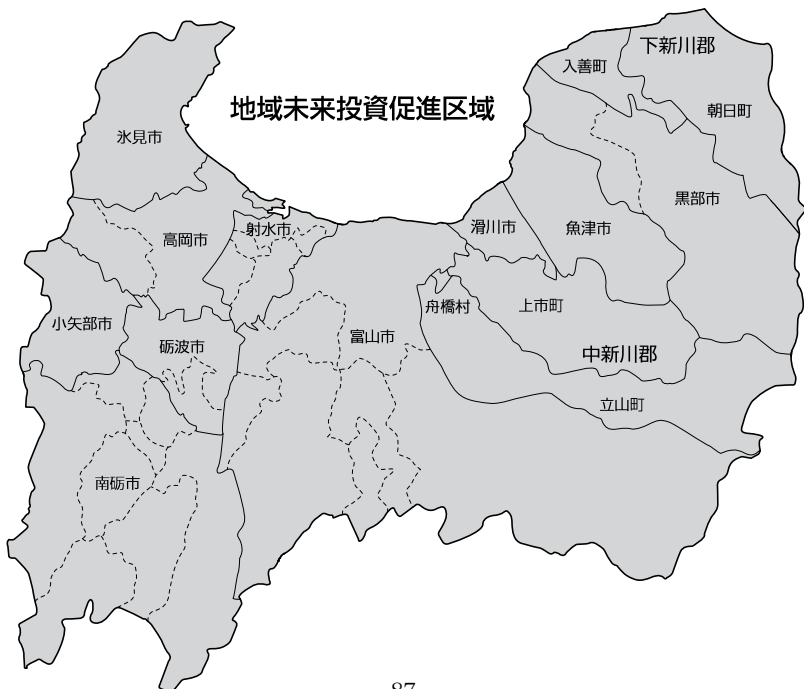 地域未来投資促進区域
下新川郡
入善町
朝日町
氷見市
黒部市
高岡市
射水市
滑川市
魚津市
舟橋村
上市町
小矢部市
砺波市
富山市
中新川郡
立山町
南砺市
87